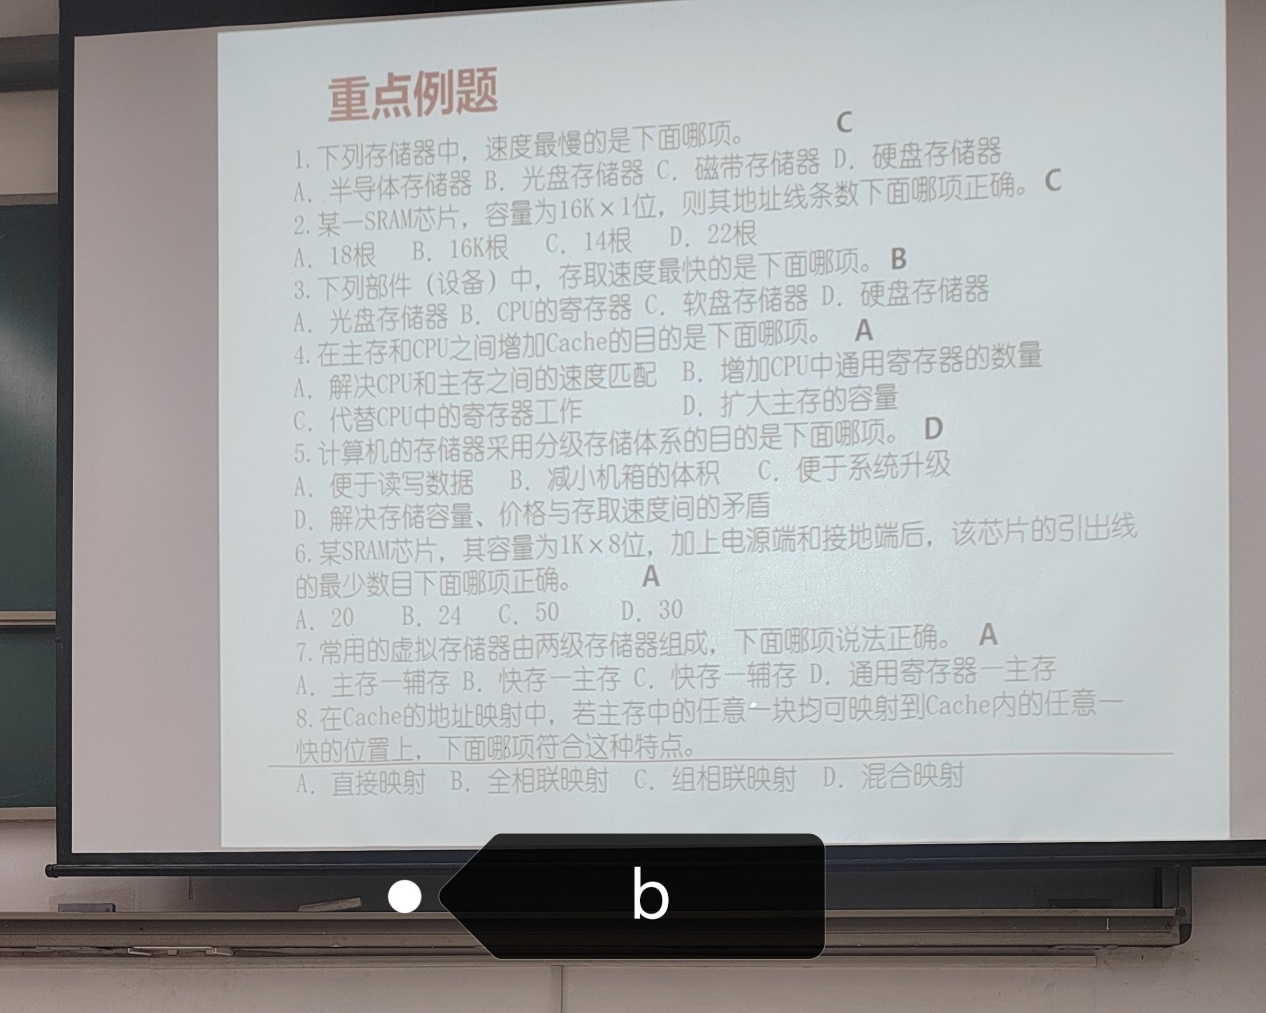 重点例题
1. 下列存储器中，速度最慢的是下面哪项。 C
A. 半导体存储器 B. 光盘存储器 C. 磁带存储器 D. 硬盘存储器
2. 某一SRAM芯片，容量为16K×1位，则其地址线条数下面哪项正确。 C
A. 18根 B. 16K根 C. 14根 D. 22根
3. 下列部件（设备）中，存取速度最快的是下面哪项。 B
A. 光盘存储器 B. CPU的寄存器 C. 软盘存储器 D. 硬盘存储器
4. 在主存和CPU之间增加Cache的目的是下面哪项。 A
A. 解决CPU和主存之间的速度匹配 B. 增加CPU中通用寄存器的数量
C. 代替CPU中的寄存器工作 D. 扩大主存的容量
5. 计算机的存储器采用分级存储体系的目的是下面哪项。 D
A. 便于读写数据 B. 减小机箱的体积 C. 便于系统升级
D. 解决存储容量、价格与存取速度间的矛盾
6. 某SRAM芯片，其容量为1K×8位，加上电源端和接地端后，该芯片的引出线
的最少数目下面哪项正确。 A
A. 20 B. 24 C. 50 D. 30
7. 常用的虚拟存储器由两级存储器组成，下面哪项说法正确。 A
A. 主存—辅存 B. 快存—主存 C. 快存—辅存 D. 通用寄存器—主存
8. 在Cache的地址映射中，若主存中的任意一块均可映射到Cache内的任意一
快的位置上，下面哪项符合这种特点。
A. 直接映射 B. 全相联映射 C. 组相联映射 D. 混合映射
b